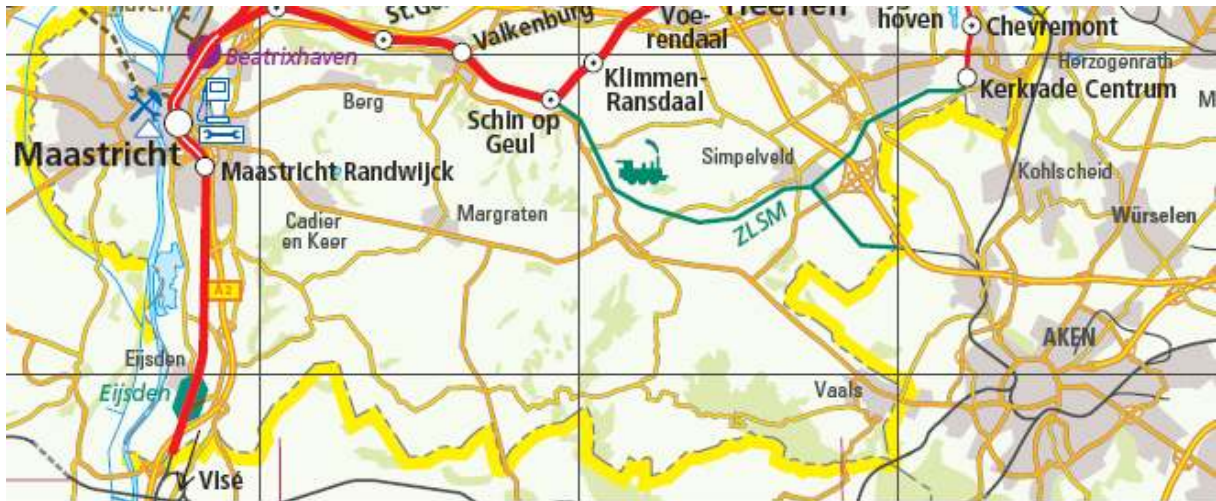 Valkenburg
Voe-
rendaal
hoven
Chevremont
Beatrixhaven
Herzogenrath
Klimmen-
Ransdaal
Kerkrade Centrum
Berg
Schin op
Geul
Maastricht
Simpelveld
Maastricht Randwijck
Kohlscheid
Cadier
en Keer
Margraten
ZLSM
Würselen
A2
Eijsden
AKEN
Eijsden
Vaals
Visé